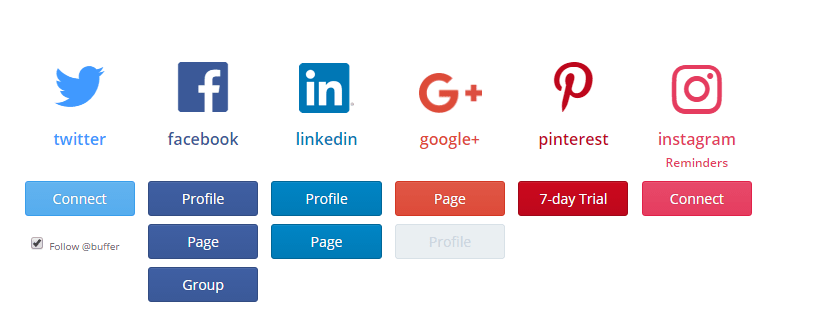 in
G+
twitter
facebook
linkedin
google+
pinterest
instagram
Reminders
Connect
Profile
Profile
Page
7-day Trial
Connect
Follow @buffer
Page
Page
Profile
Group